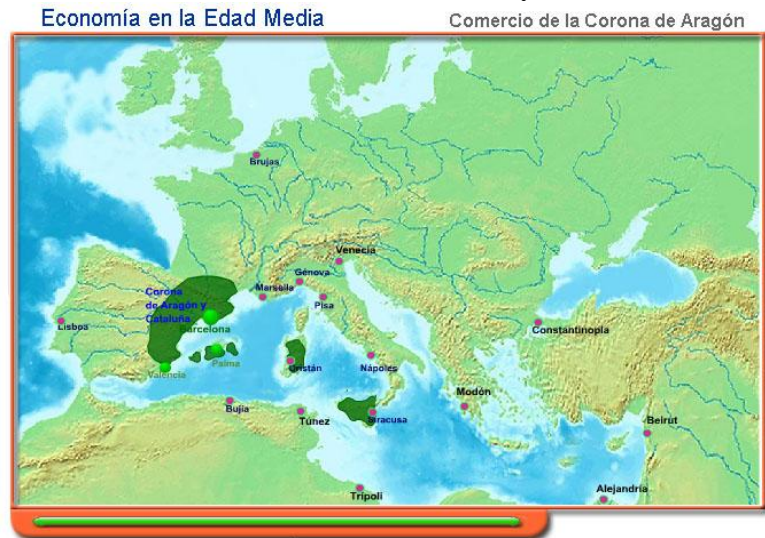 Economía en la Edad Media
Comercio de la Corona de Aragón
Brujas
Venecia
Génova
Marsella
Pisa
Corona
de Aragón y
Cataluña
Barcelona
Lisboa
Constantinopla
Palma
Valencia
Oristán
Nápoles
Modón
Bujía
Túnez
Siracusa
Beirut
Trípoli
Alejandría